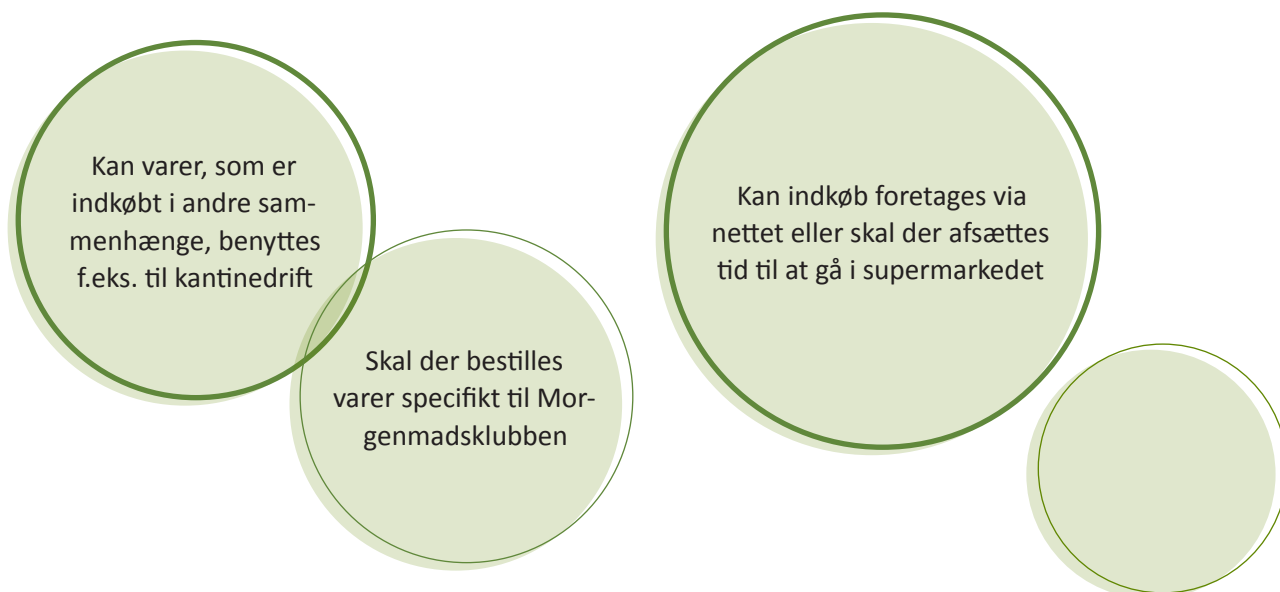 Kan varer, som er
indkøbt i andre sam-
menhænge, benyttes
f.eks. til kantinedrift
Skal der bestilles
varer specifikt til Mor-
genmadsklubben
Kan indkøb foretages via
nettet eller skal der afsættes
tid til at gå i supermarkedet